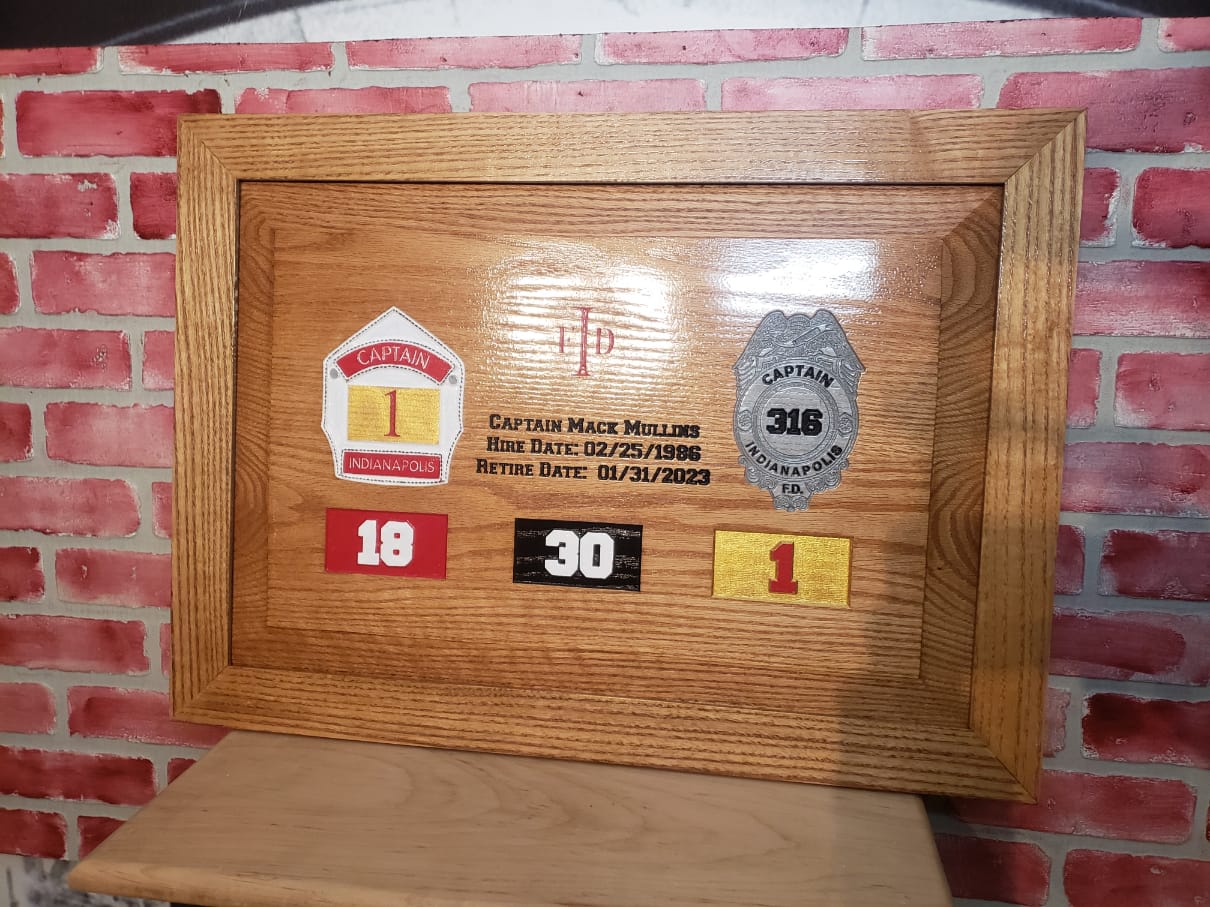 IFD
CAPTAIN
1
INDIANAPOLIS
Captain Mack Mullins
Hire Date: 02/25/1986
Retire Date: 01/31/2023
CAPTAIN
316
INDIANAPOLIS
F.D.
18
30
1